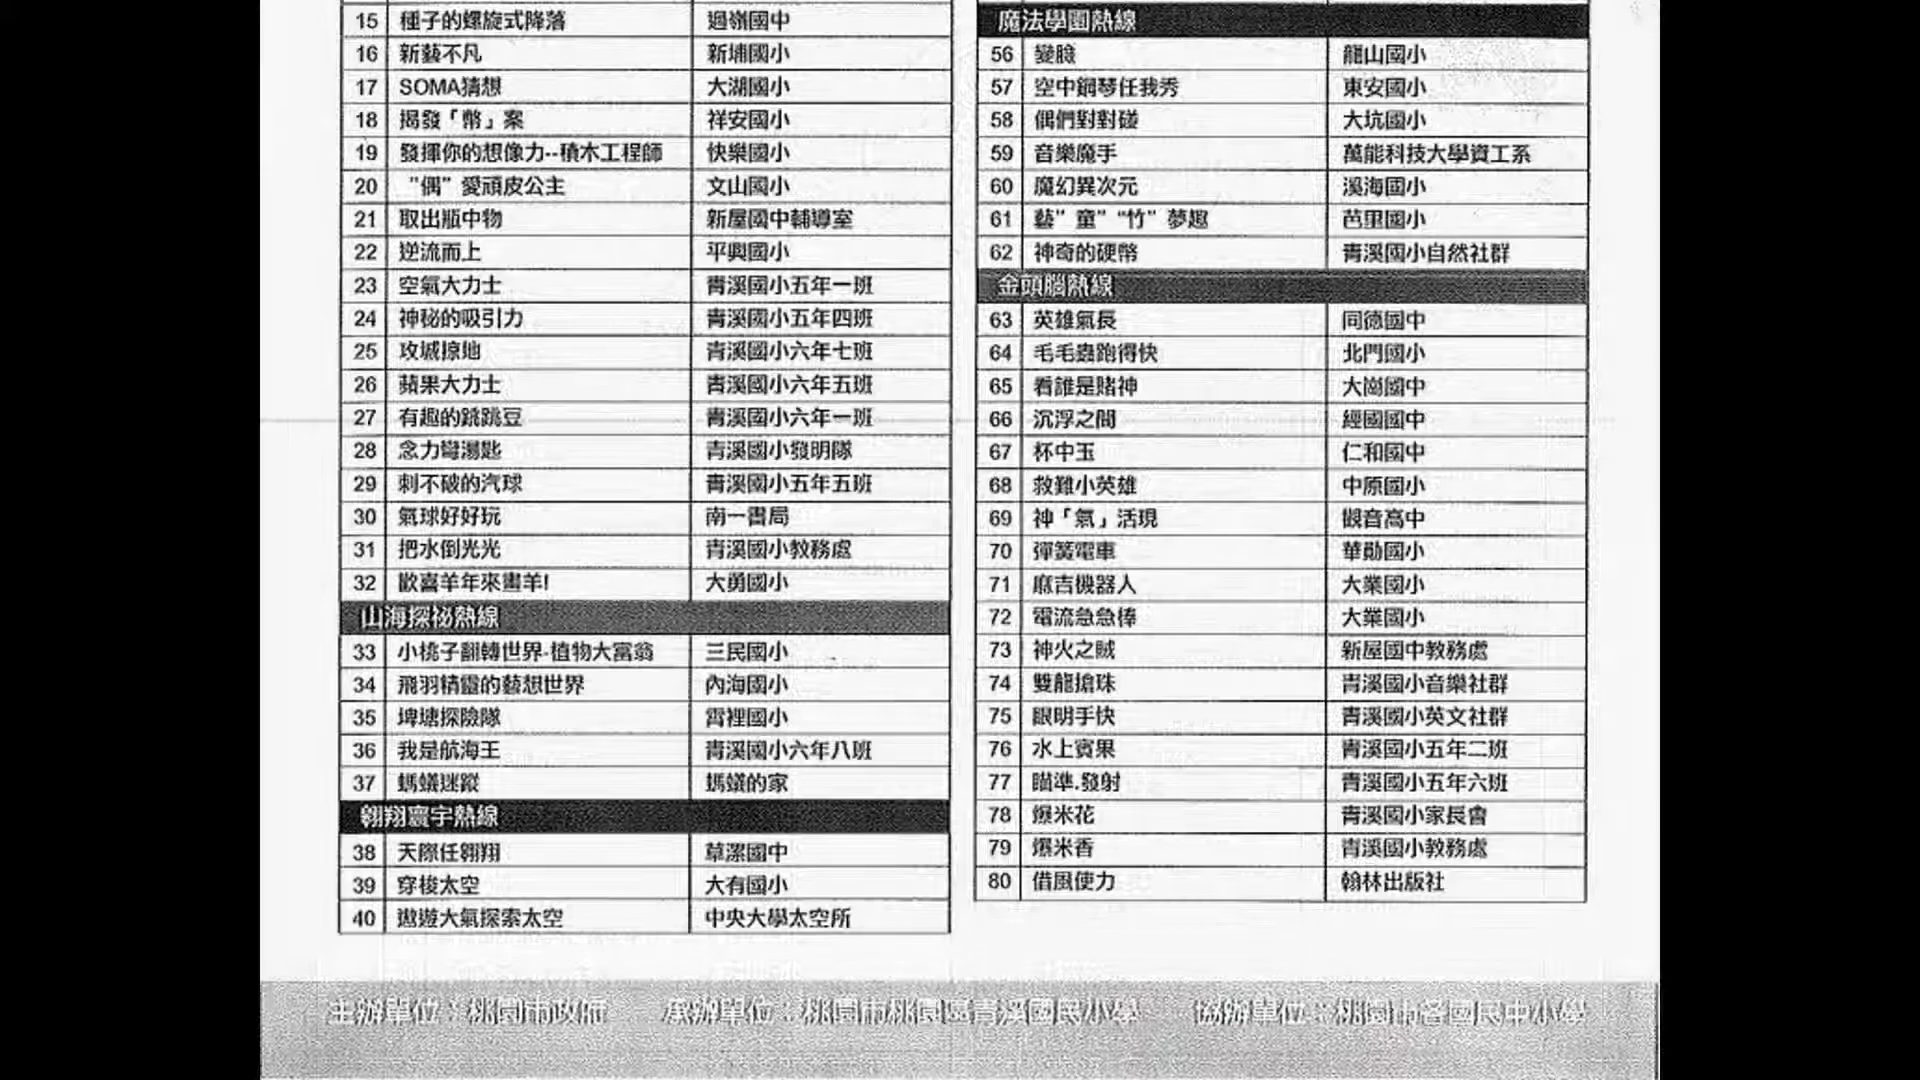 15 種子的螺旋式降落 過嶺國中
16 新藝不凡 新埔國小
17 SOMA猜想 大湖國小
18 揭發「幣」案 祥安國小
19 發揮你的想像力--積木工程師 快樂國小
20 “偶”愛頑皮公主 文山國小
21 取出瓶中物 新屋國中輔導室
22 逆流而上 平興國小
23 空氣大力士 青溪國小五年一班
24 神秘的吸引力 青溪國小五年四班
25 攻城掠地 青溪國小六年七班
26 蘋果大力士 青溪國小六年五班
27 有趣的跳跳豆 青溪國小六年一班
28 念力彎湯匙 青溪國小發明隊
29 刺不破的汽球 青溪國小五年五班
30 氣球好好玩 南一書局
31 把水倒光光 青溪國小教務處
32 歡喜羊年來畫羊! 大勇國小
山海探祕熱線
33 小桃子翻轉世界-植物大富翁 三民國小
34 飛羽精靈的藝想世界 內海國小
35 埤塘探險隊 霄裡國小
36 我是航海王 青溪國小六年八班
37 螞蟻迷蹤 螞蟻的家
翱翔寰宇熱線
38 天際任翱翔 草漯國中
39 穿梭太空 大有國小
40 遨遊大氣探索太空 中央大學太空所
魔法學園熱線
56 變臉 龍山國小
57 空中鋼琴任我秀 東安國小
58 偶們對對碰 大坑國小
59 音樂魔手 萬能科技大學資工系
60 魔幻異次元 溪海國小
61 藝”童”“竹”夢趣 芭里國小
62 神奇的硬幣 青溪國小自然社群
金頭腦熱線
63 英雄氣長 同德國中
64 毛毛蟲跑得快 北門國小
65 看誰是賭神 大崗國中
66 沉浮之間 經國國中
67 杯中玉 仁和國中
68 救難小英雄 中原國小
69 神「氣」活現 觀音高中
70 彈簧電車 華勛國小
71 麻吉機器人 大業國小
72 電流急急棒 大業國小
73 神火之賊 新屋國中教務處
74 雙龍搶珠 青溪國小音樂社群
75 眼明手快 青溪國小英文社群
76 水上賓果 青溪國小五年二班
77 瞄準.發射 青溪國小五年六班
78 爆米花 青溪國小家長會
79 爆米香 青溪國小教務處
80 借風使力 翰林出版社
主辦單位：桃園市政府 承辦單位：桃園市桃園區青溪國民小學 協辦單位：桃園市各國民中小學